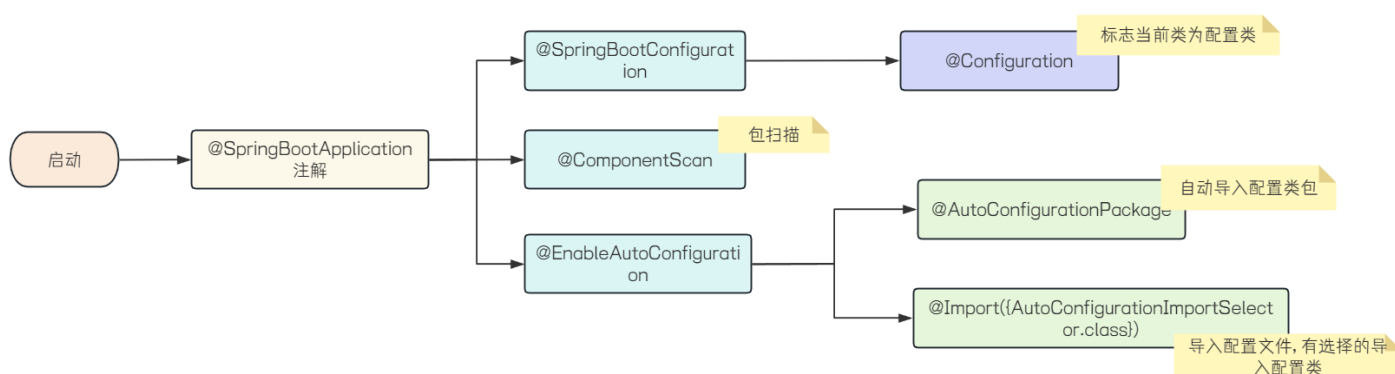 启动
@SpringBootApplication
注解
@SpringBootConfigurat
ion
@Configuration
标志当前类为配置类
@ComponentScan
包扫描
@EnableAutoConfigurati
on
@AutoConfigurationPackage
自动导入配置类包
@Import({AutoConfigurationImportSelect
or.class})
导入配置文件,有选择的导
入配置类